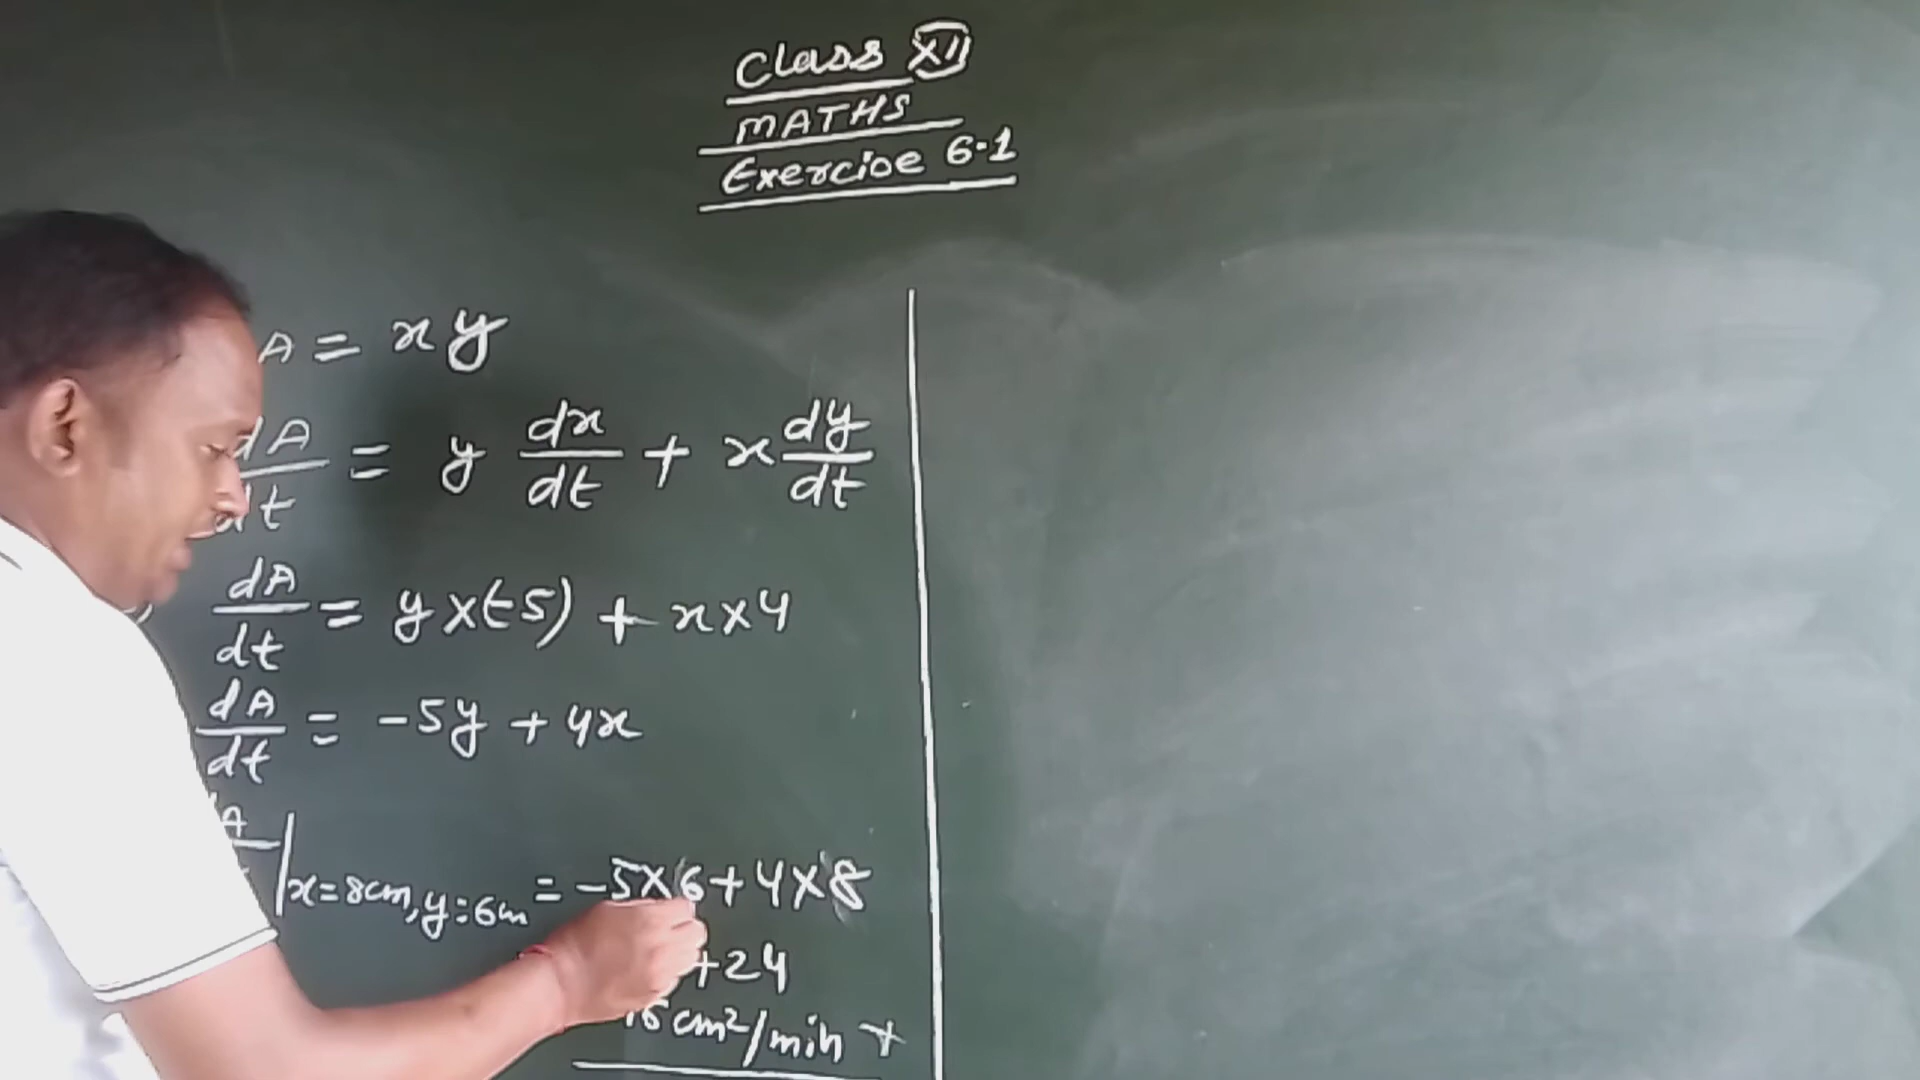 Class XII
MATHS
Exercise 6.1
A = xy
dA/dt = y dx/dt + x dy/dt
dA/dt = y×(-5) + x×4
dA/dt = -5y + 4x
A | x=8cm, y=6cm = -5×6+4×8
+24
cm²/min